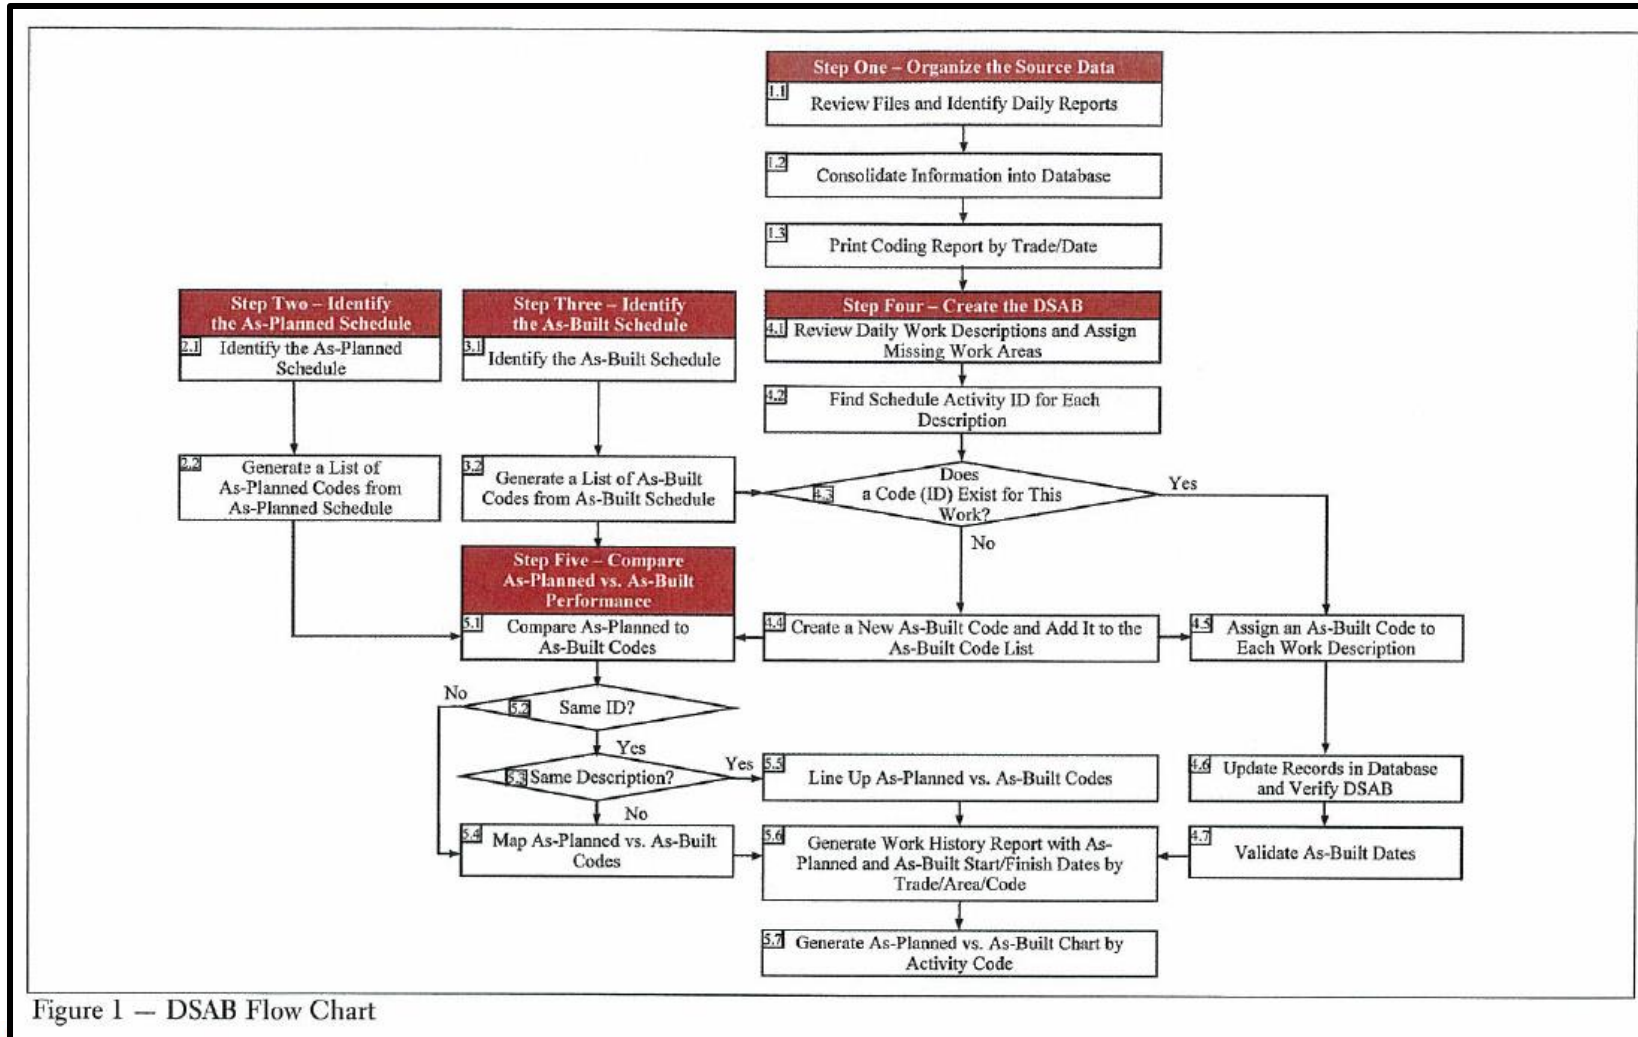 Step One – Organize the Source Data
1.1
Review Files and Identify Daily Reports
1.2
Consolidate Information into Database
1.3
Print Coding Report by Trade/Date
Step Two – Identify
the As-Planned Schedule
2.1
Identify the As-Planned
Schedule
2.2
Generate a List of
As-Planned Codes from
As-Planned Schedule
Step Three – Identify
the As-Built Schedule
3.1
Identify the As-Built Schedule
3.2
Generate a List of As-Built
Codes from As-Built Schedule
Step Four – Create the DSAB
4.1
Review Daily Work Descriptions and Assign
Missing Work Areas
4.2
Find Schedule Activity ID for Each
Description
4.3
Does
a Code (ID) Exist for This
Work?
Yes
No
4.4
Create a New As-Built Code and Add It to the
As-Built Code List
4.5
Assign an As-Built Code to
Each Work Description
4.6
Update Records in Database
and Verify DSAB
4.7
Validate As-Built Dates
Step Five – Compare
As-Planned vs. As-Built
Performance
5.1
Compare As-Planned to
As-Built Codes
No
5.2
Same ID?
Yes
5.3
Same Description?
Yes
No
5.4
Map As-Planned vs. As-Built
Codes
5.5
Line Up As-Planned vs. As-Built Codes
5.6
Generate Work History Report with As-
Planned and As-Built Start/Finish Dates by
Trade/Area/Code
5.7
Generate As-Planned vs. As-Built Chart by
Activity Code
Figure 1 — DSAB Flow Chart